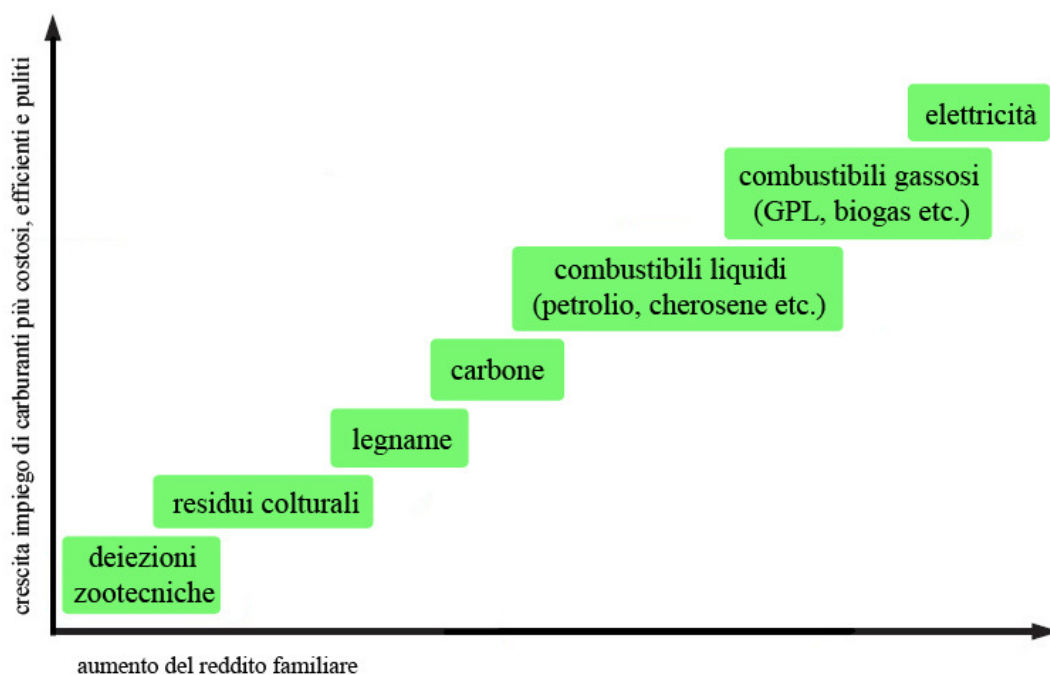 crescita impiego di carburanti più costosi, efficienti e puliti
elettricità
combustibili gassosi
(GPL, biogas etc.)
combustibili liquidi
(petrolio, cherosene etc.)
carbone
legname
residui colturali
deiezioni
zootecniche
aumento del reddito familiare